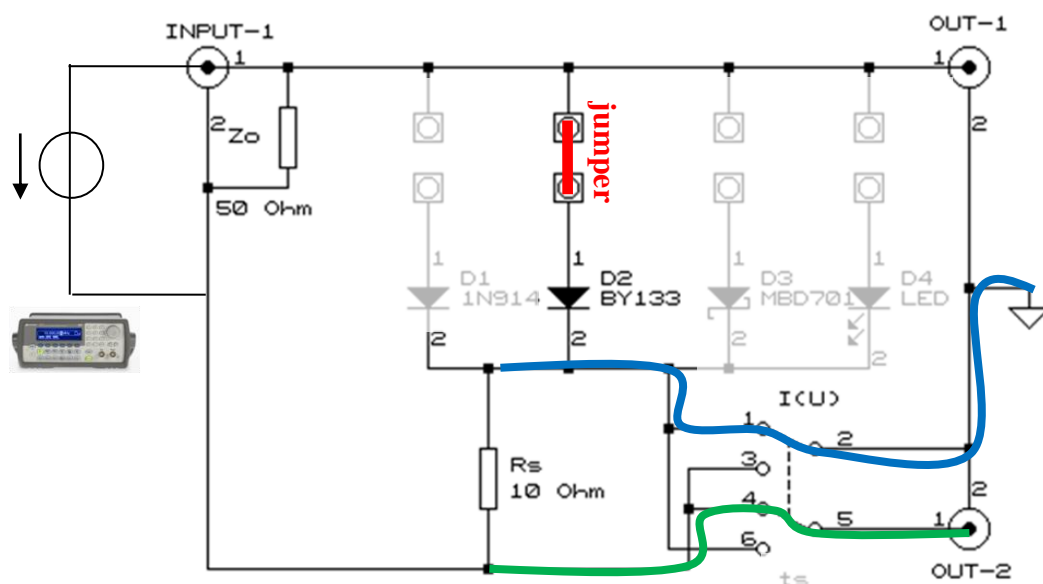 INPUT-1
OUT-1
1
1
2
2
Zo
50 Ohm
jumper
1
1
1
1
D1
1N914
D2
BY133
D3
MBD701
D4
LED
2
2
2
2
I(U)
1
2
3
4
5
6
Rs
10 Ohm
2
1
OUT-2
ts